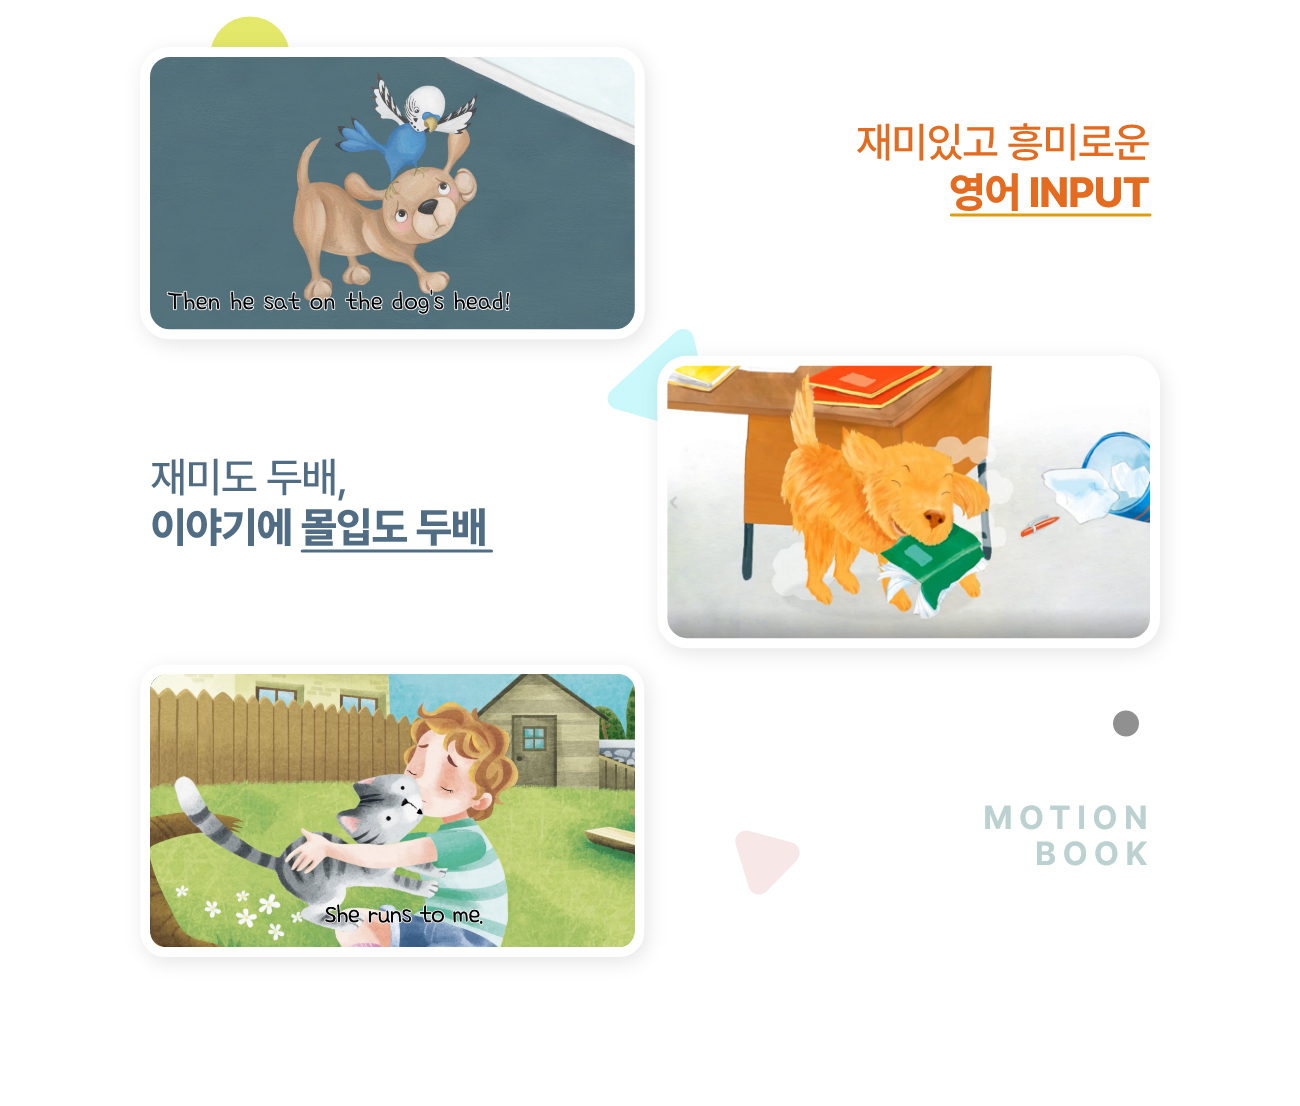 Then he sat on the dog's head!
재미있고 흥미로운
영어 INPUT
재미도 두배,
이야기에 몰입도 두배
She runs to me.
MOTION
BOOK